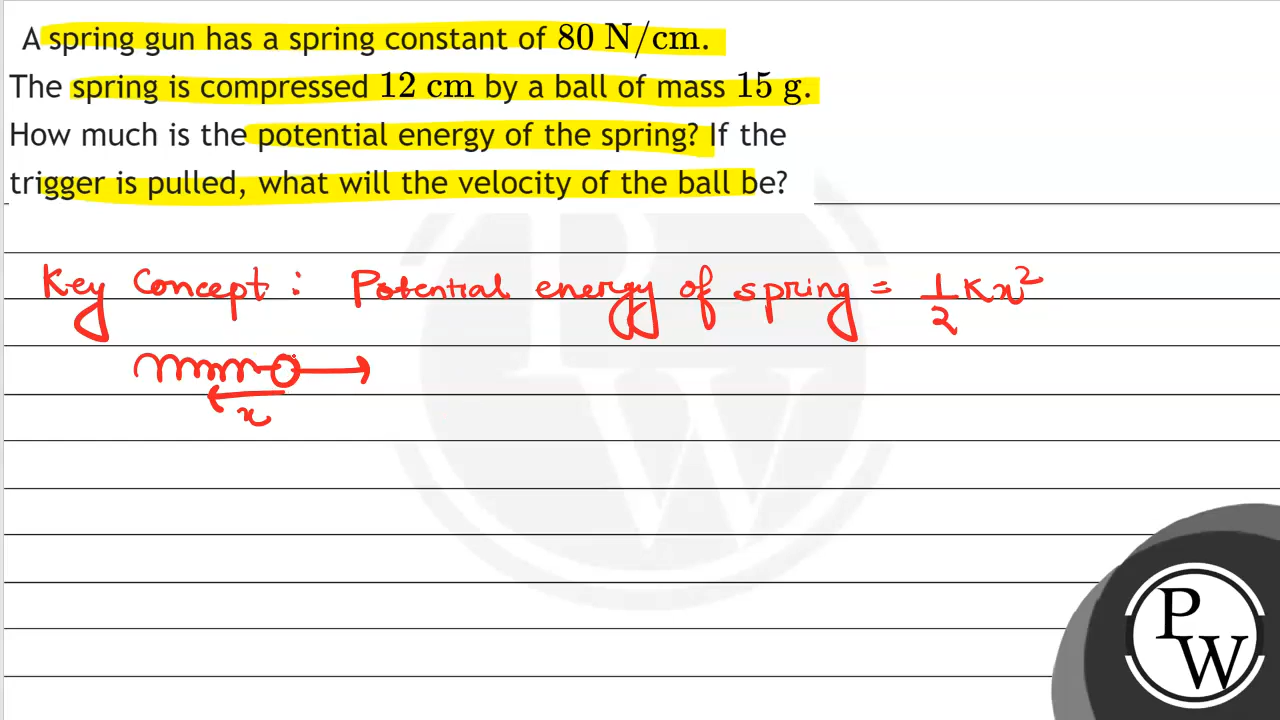 A spring gun has a spring constant of 80 N/cm.
The spring is compressed 12 cm by a ball of mass 15 g.
How much is the potential energy of the spring? If the
trigger is pulled, what will the velocity of the ball be?
Key Concept : Potential energy of spring = 1/2 Kx²
x
P
W
PW